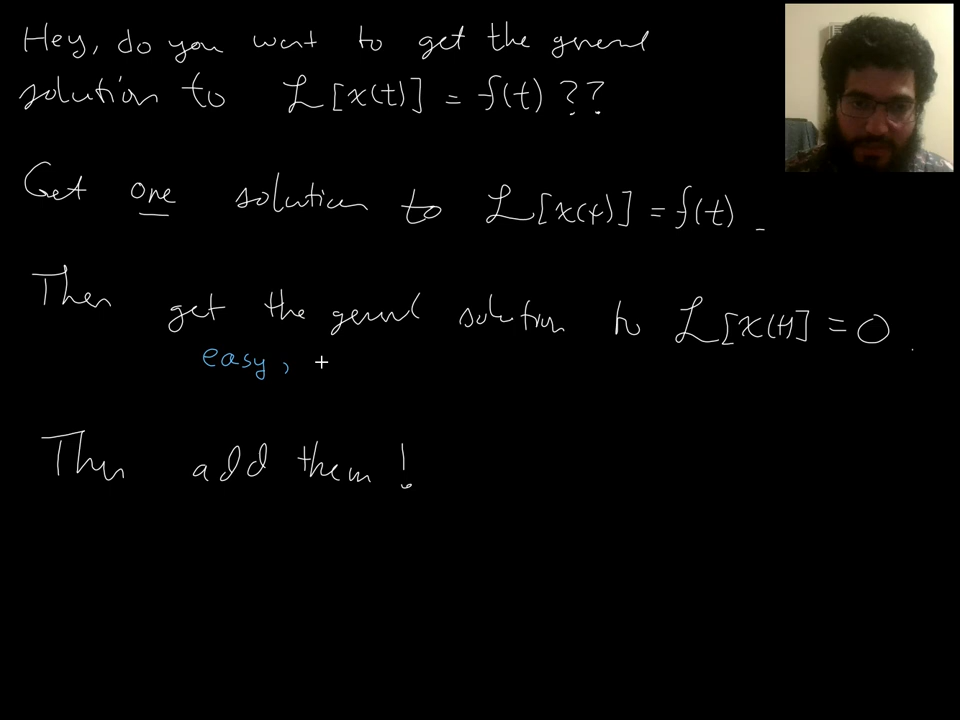 Hey, do you want to get the general
solution to L[x(t)] = f(t) ??
Get one solution to L[x(t)] = f(t).
Then get the general solution to L[x(t)] = 0.
easy, +
Then add them!